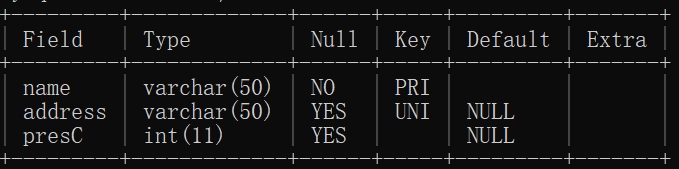 Field Type Null Key Default Extra
name varchar(50) NO PRI
address varchar(50) YES UNI NULL
presC int(11) YES NULL